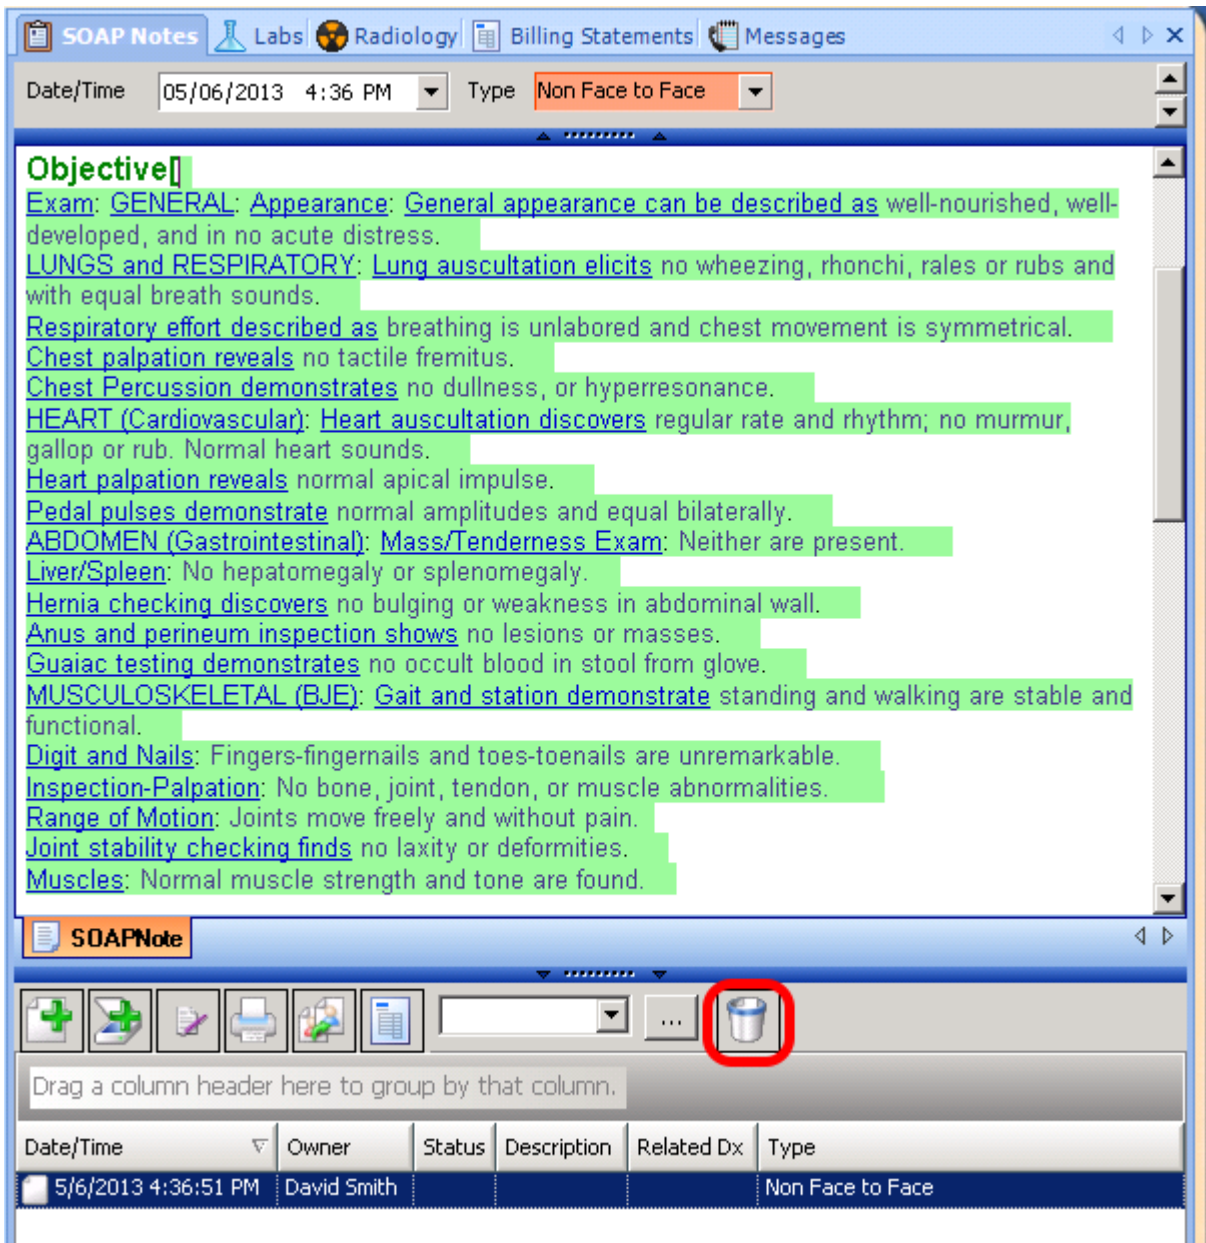 SOAP Notes Labs Radiology Billing Statements Messages
Date/Time 05/06/2013 4:36 PM Type Non Face to Face
Objective[]
Exam: GENERAL: Appearance: General appearance can be described as well-nourished, well-
developed, and in no acute distress.
LUNGS and RESPIRATORY: Lung auscultation elicits no wheezing, rhonchi, rales or rubs and
with equal breath sounds.
Respiratory effort described as breathing is unlabored and chest movement is symmetrical.
Chest palpation reveals no tactile fremitus.
Chest Percussion demonstrates no dullness, or hyperresonance.
HEART (Cardiovascular): Heart auscultation discovers regular rate and rhythm; no murmur,
gallop or rub. Normal heart sounds.
Heart palpation reveals normal apical impulse.
Pedal pulses demonstrate normal amplitudes and equal bilaterally.
ABDOMEN (Gastrointestinal): Mass/Tenderness Exam: Neither are present.
Liver/Spleen: No hepatomegaly or splenomegaly.
Hernia checking discovers no bulging or weakness in abdominal wall.
Anus and perineum inspection shows no lesions or masses.
Guaiac testing demonstrates no occult blood in stool from glove.
MUSCULOSKELETAL (BJE): Gait and station demonstrate standing and walking are stable and
functional.
Digit and Nails: Fingers-fingernails and toes-toenails are unremarkable.
Inspection-Palpation: No bone, joint, tendon, or muscle abnormalities.
Range of Motion: Joints move freely and without pain.
Joint stability checking finds no laxity or deformities.
Muscles: Normal muscle strength and tone are found.
SOAPNote
...
Drag a column header here to group by that column.
Date/Time Owner Status Description Related Dx Type
5/6/2013 4:36:51 PM David Smith Non Face to Face